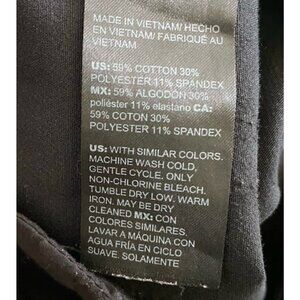 MADE IN VIETNAM/ HECHO
EN VIETNAM/ FABRIQUÉ AU
VIETNAM
US: 59% COTTON 30%
POLYESTER 11% SPANDEX
MX: 59% ALGODÓN 30%
poliéster 11% elastano CA:
59% COTON 30%
POLYESTER 11% SPANDEX
US: WITH SIMILAR COLORS.
MACHINE WASH COLD,
GENTLE CYCLE. ONLY
NON-CHLORINE BLEACH.
TUMBLE DRY LOW. WARM
IRON. MAY BE DRY
CLEANED MX: CON
COLORES SIMILARES.
LAVAR A MÁQUINA CON
AGUA FRÍA EN CICLO
SUAVE. SOLAMENTE